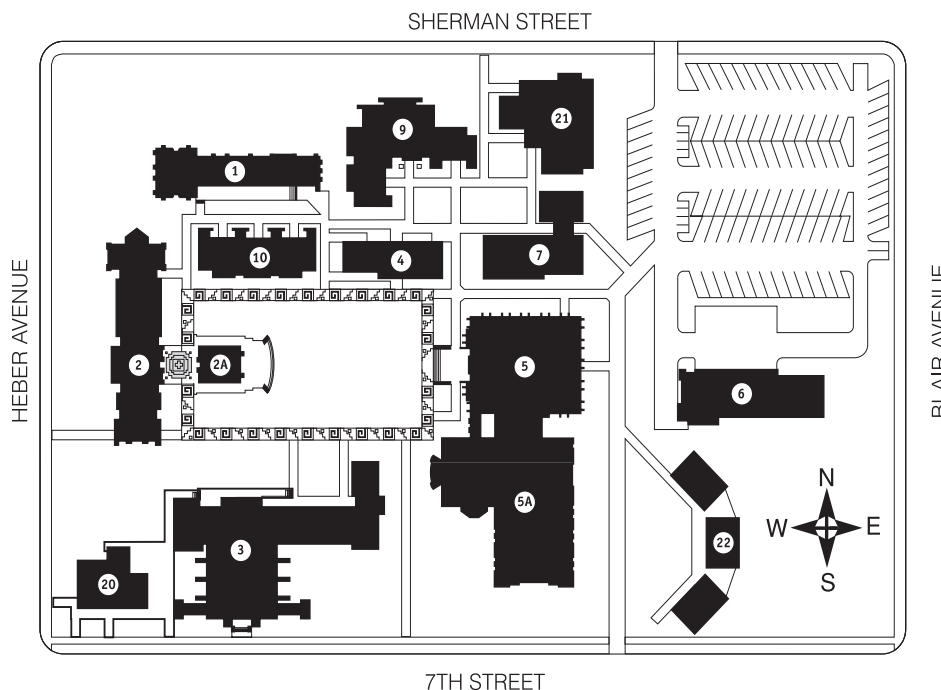 SHERMAN STREET
21
9
1
7
10
4
HEBER AVENUE
BLAIR AVENUE
2
2A
5
6
N
5A
W
E
22
3
S
20
7TH STREET